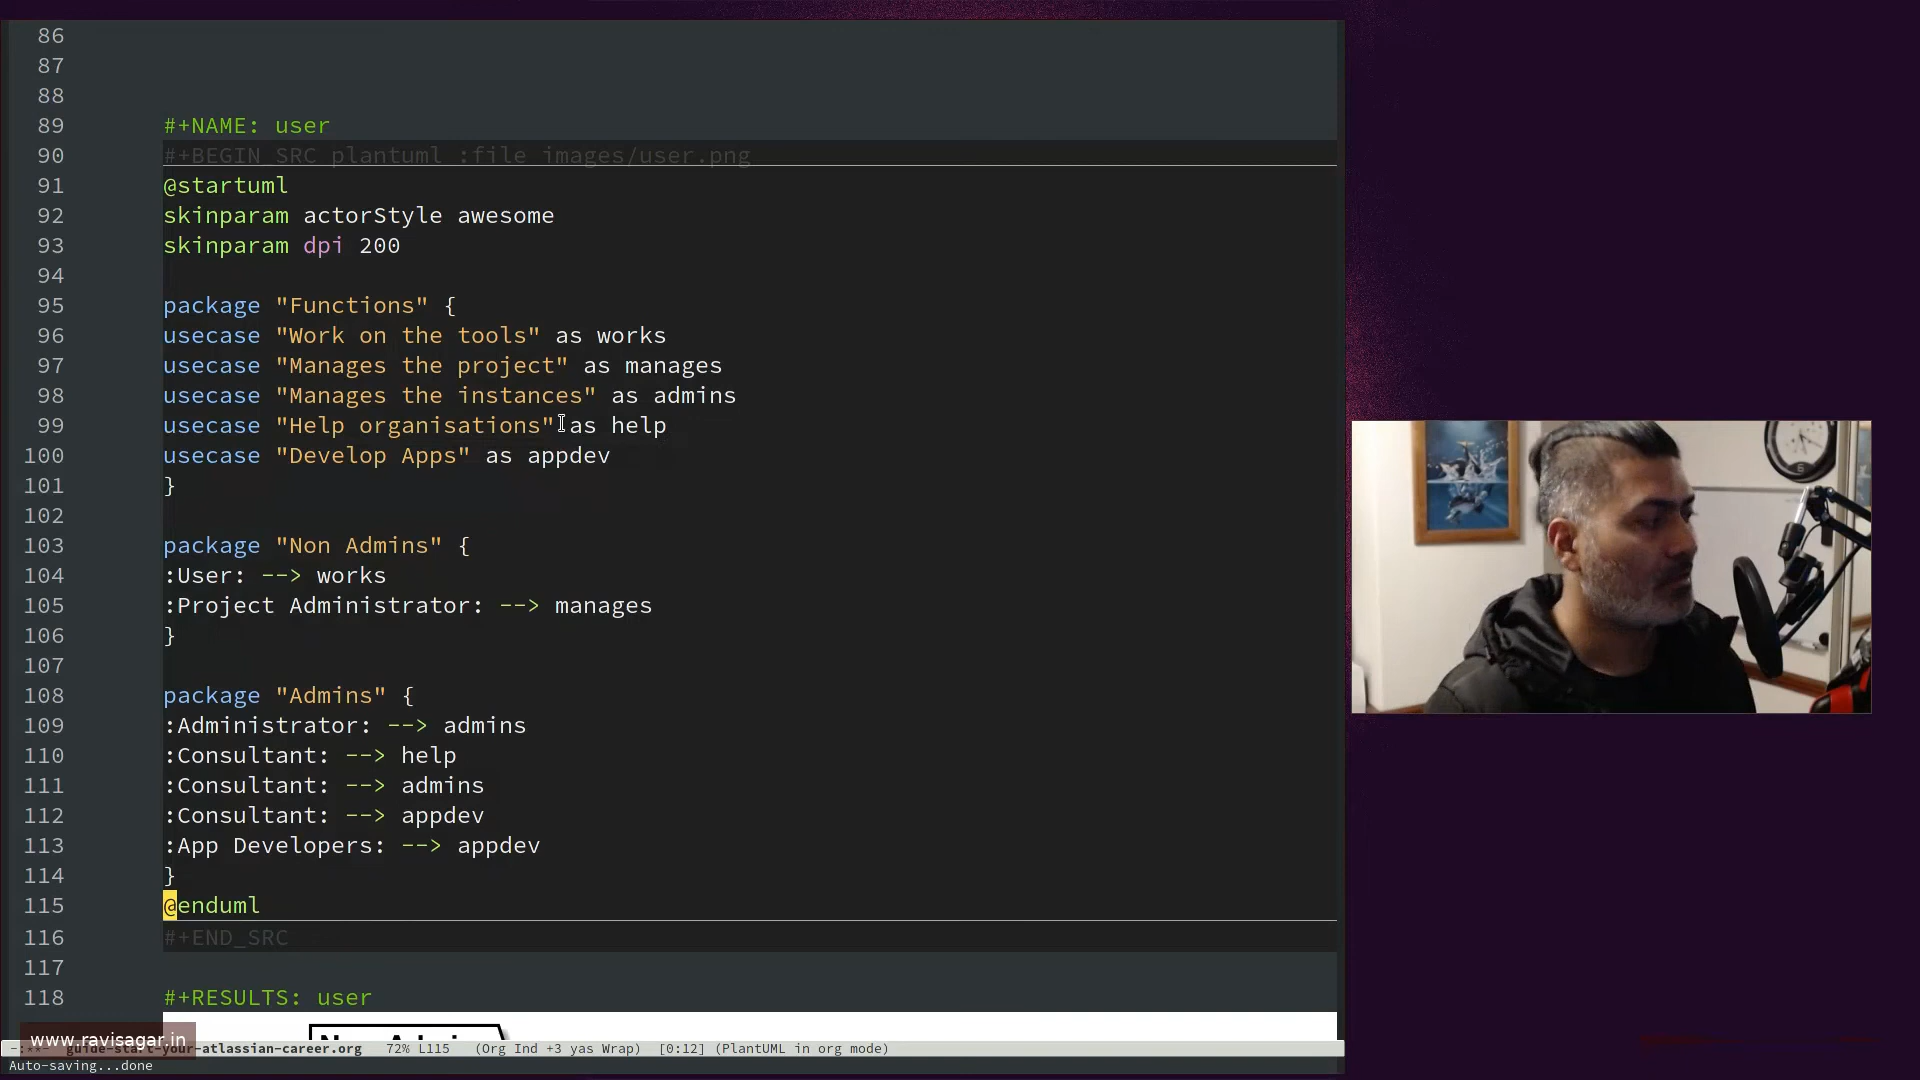 86
87
88
89 #+NAME: user
90 #+BEGIN_SRC plantuml :file images/user.png
91 @startuml
92 skinparam actorStyle awesome
93 skinparam dpi 200
94
95 package "Functions" {
96 usecase "Work on the tools" as works
97 usecase "Manages the project" as manages
98 usecase "Manages the instances" as admins
99 usecase "Help organisations" as help
100 usecase "Develop Apps" as appdev
101 }
102
103 package "Non Admins" {
104 :User: --> works
105 :Project Administrator: --> manages
106 }
107
108 package "Admins" {
109 :Administrator: --> admins
110 :Consultant: --> help
111 :Consultant: --> admins
112 :Consultant: --> appdev
113 :App Developers: --> appdev
114 }
115 @enduml
116 #+END_SRC
117
118 #+RESULTS: user
www.ravisagar.in
guide-start-your-atlassian-career.org 72% L115 (Org Ind +3 yas Wrap) [0:12] (PlantUML in org mode)
Auto-saving...done